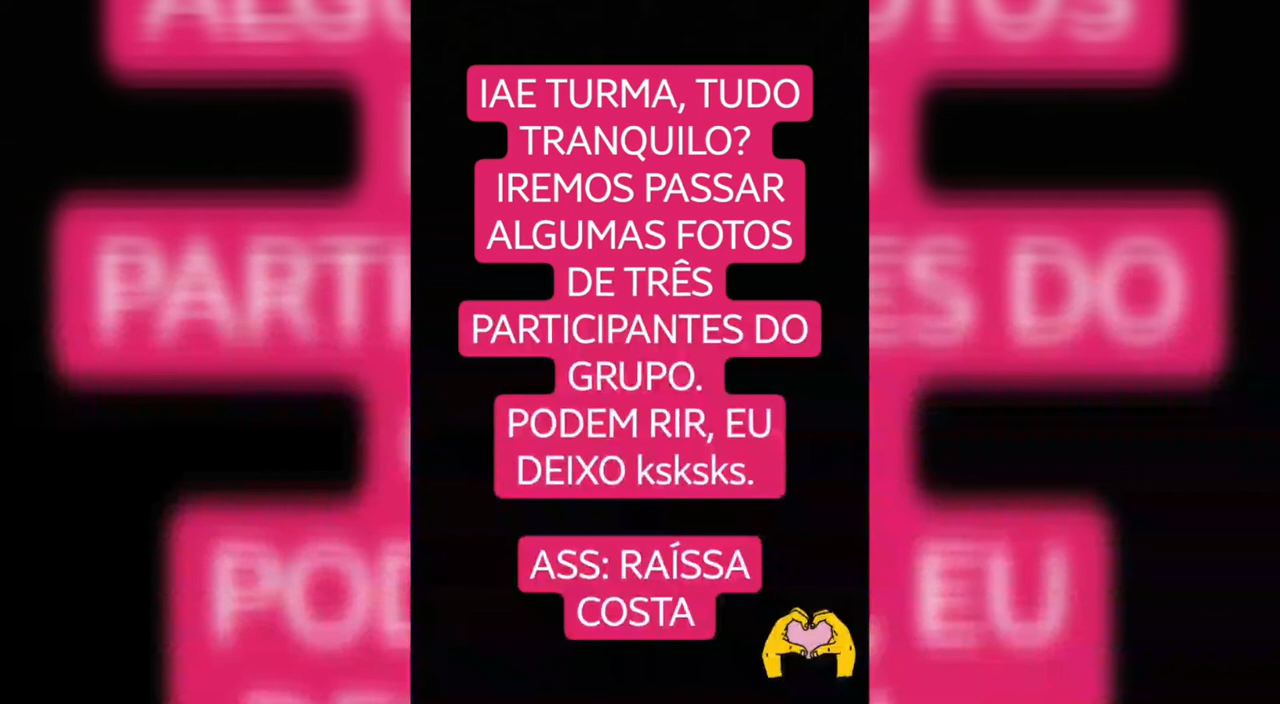 IAE TURMA, TUDO
TRANQUILO?
IREMOS PASSAR
ALGUMAS FOTOS
DE TRÊS
PARTICIPANTES DO
GRUPO.
PODEM RIR, EU
DEIXO ksksks.
ASS: RAÍSSA
COSTA